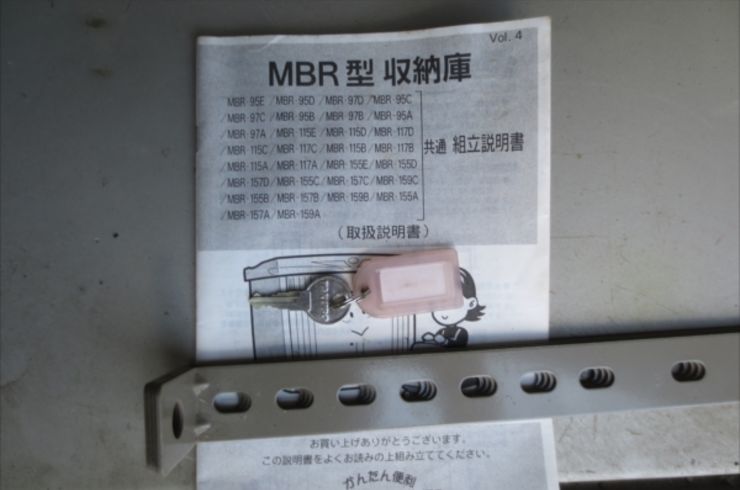 Vol. 4
MBR型 収納庫
MBR-95E／MBR-95D／MBR-97D／MBR-95C
／MBR-97C／MBR-95B／MBR-97B／MBR-95A
／MBR-97A／MBR-115E／MBR-115D／MBR-117D
／MBR-115C／MBR-117C／MBR-115B／MBR-117B
／MBR-115A／MBR-117A／MBR-155E／MBR-155D
／MBR-157D／MBR-155C／MBR-157C／MBR-159C
／MBR-155B／MBR-157B／MBR-159B／MBR-155A
／MBR-157A／MBR-159A
共通 組立説明書
（取扱説明書）
お買い上げありがとうございます。
この説明書をよくお読みの上組み立ててください。
かんたん便利